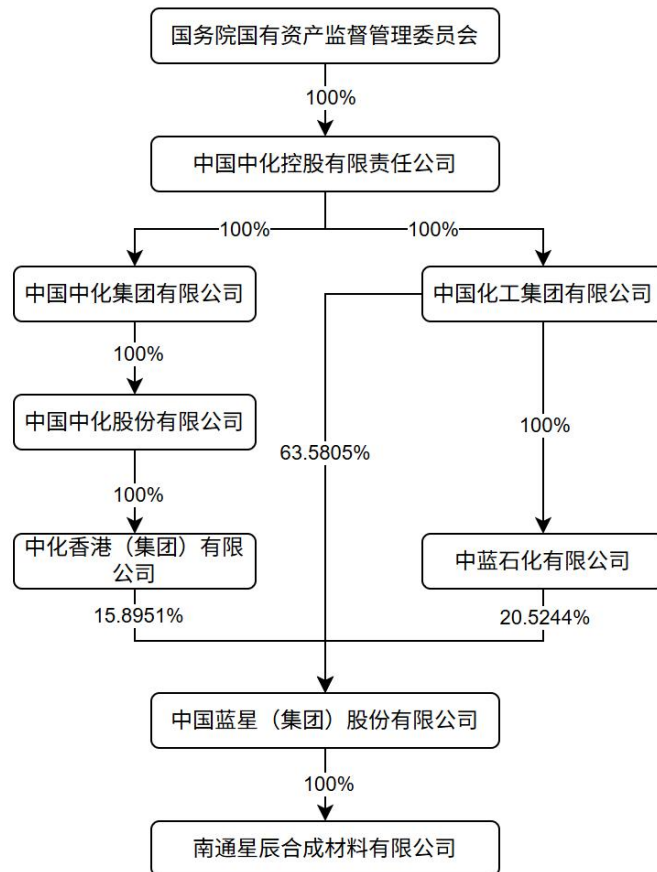 国务院国有资产监督管理委员会
100%
中国中化控股有限责任公司
100%
100%
中国中化集团有限公司
中国化工集团有限公司
100%
中国中化股份有限公司
63.5805%
100%
100%
中化香港（集团）有限
公司
中蓝石化有限公司
15.8951%
20.5244%
中国蓝星（集团）股份有限公司
100%
南通星辰合成材料有限公司